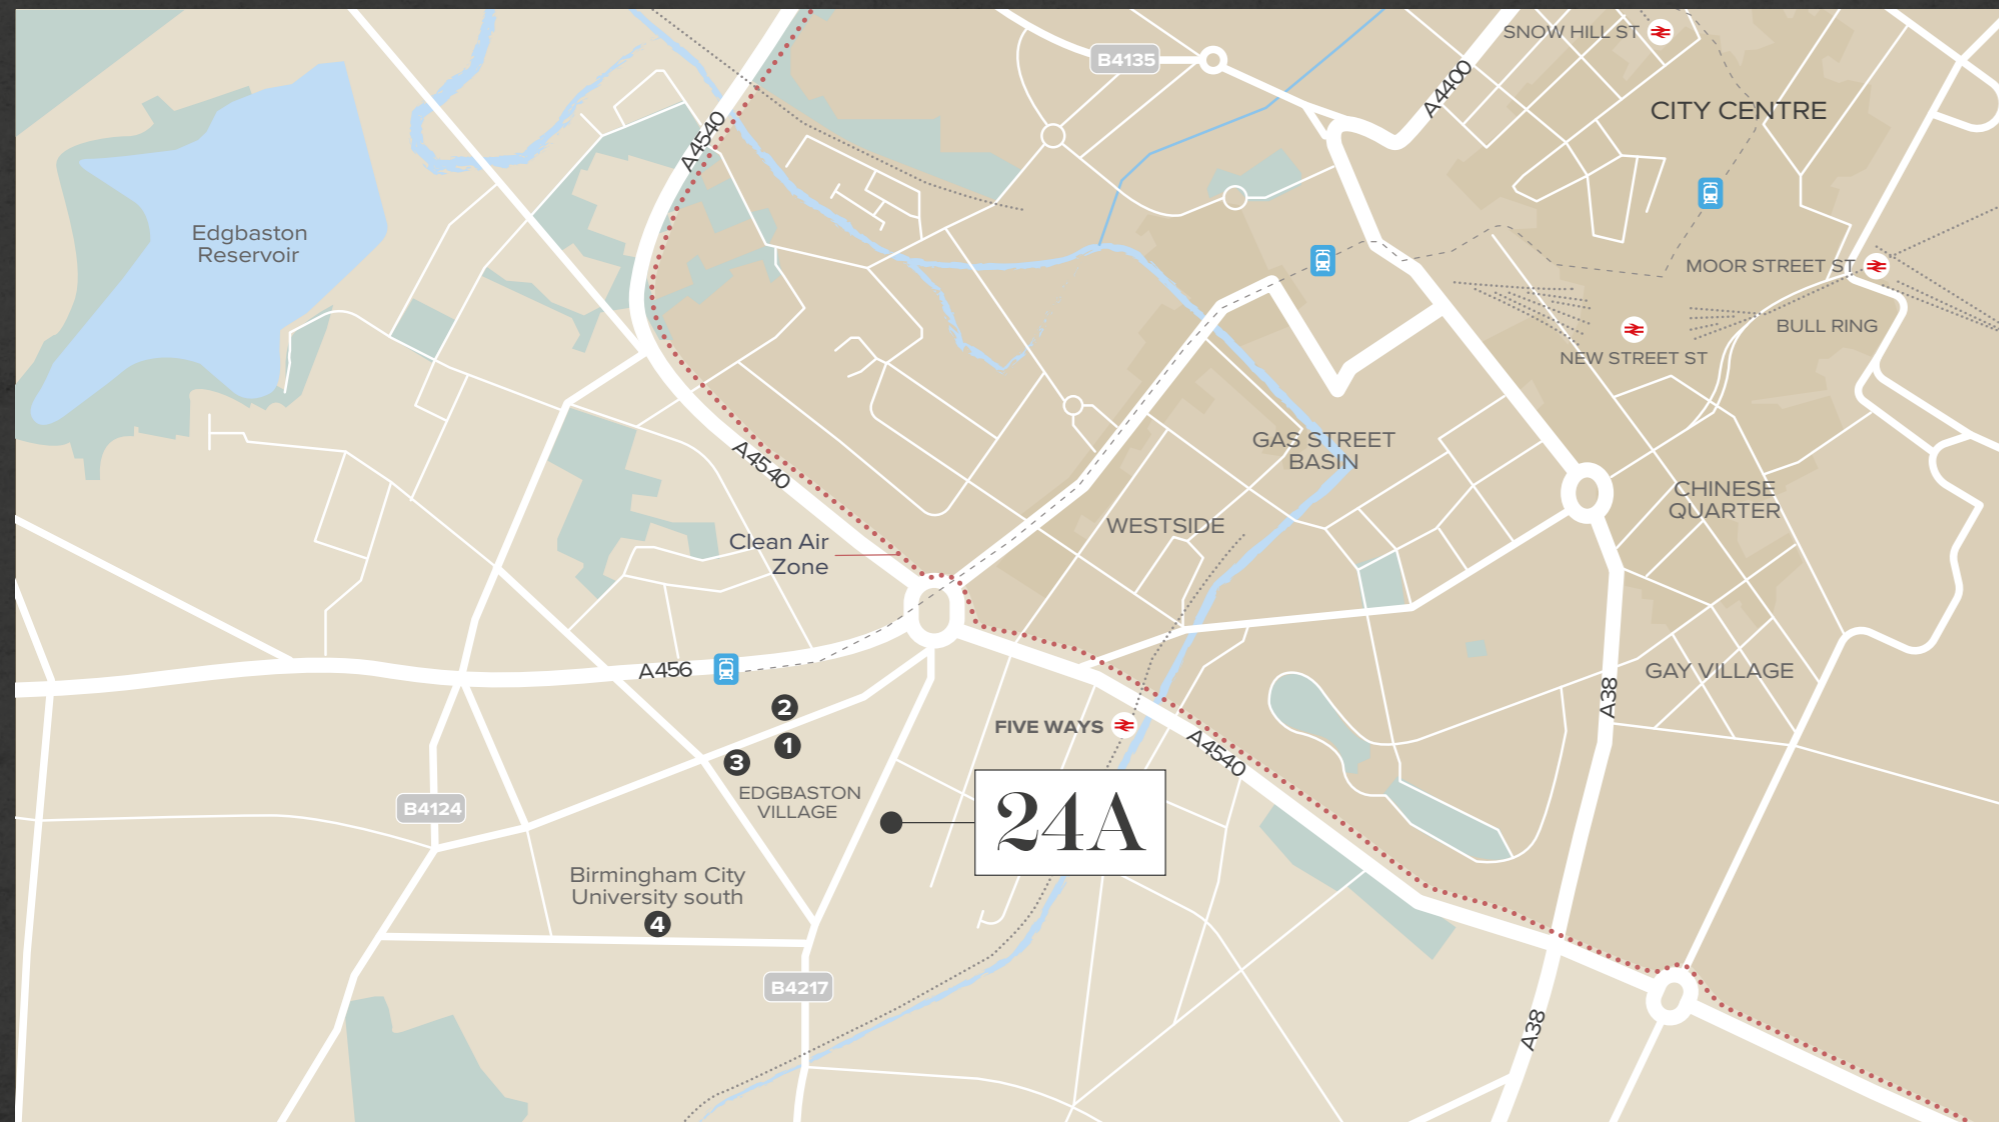 SNOW HILL ST
B4135
A4400
CITY CENTRE
A4540
Edgbaston
Reservoir
MOOR STREET ST
BULL RING
NEW STREET ST
GAS STREET
BASIN
A4540
CHINESE
QUARTER
WESTSIDE
Clean Air
Zone
A456
GAY VILLAGE
A38
2
FIVE WAYS
1
3
A4540
EDGBASTON
VILLAGE
B4124
24A
Birmingham City
University south
4
B4217
A38